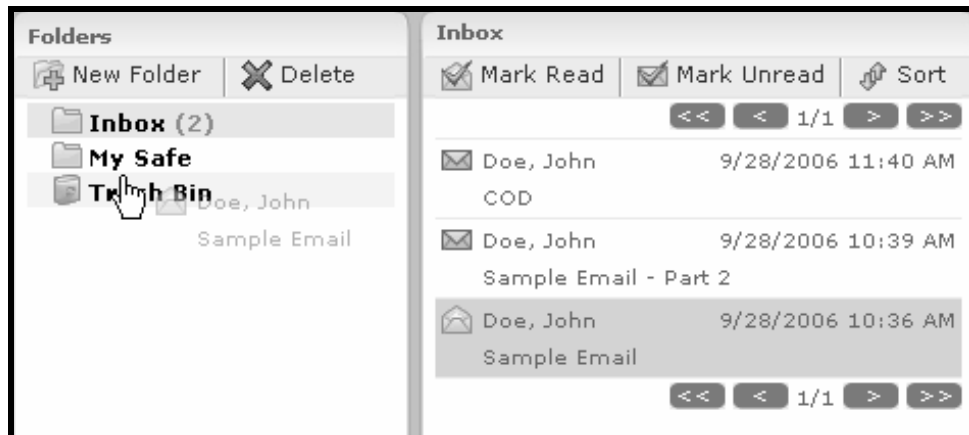 Folders
New Folder Delete
Inbox (2)
My Safe
Doe, John
Sample Email
Inbox
Mark Read Mark Unread Sort
<< < 1/1 > >>
Doe, John 9/28/2006 11:40 AM
COD
Doe, John 9/28/2006 10:39 AM
Sample Email - Part 2
Doe, John 9/28/2006 10:36 AM
Sample Email
<< < 1/1 > >>